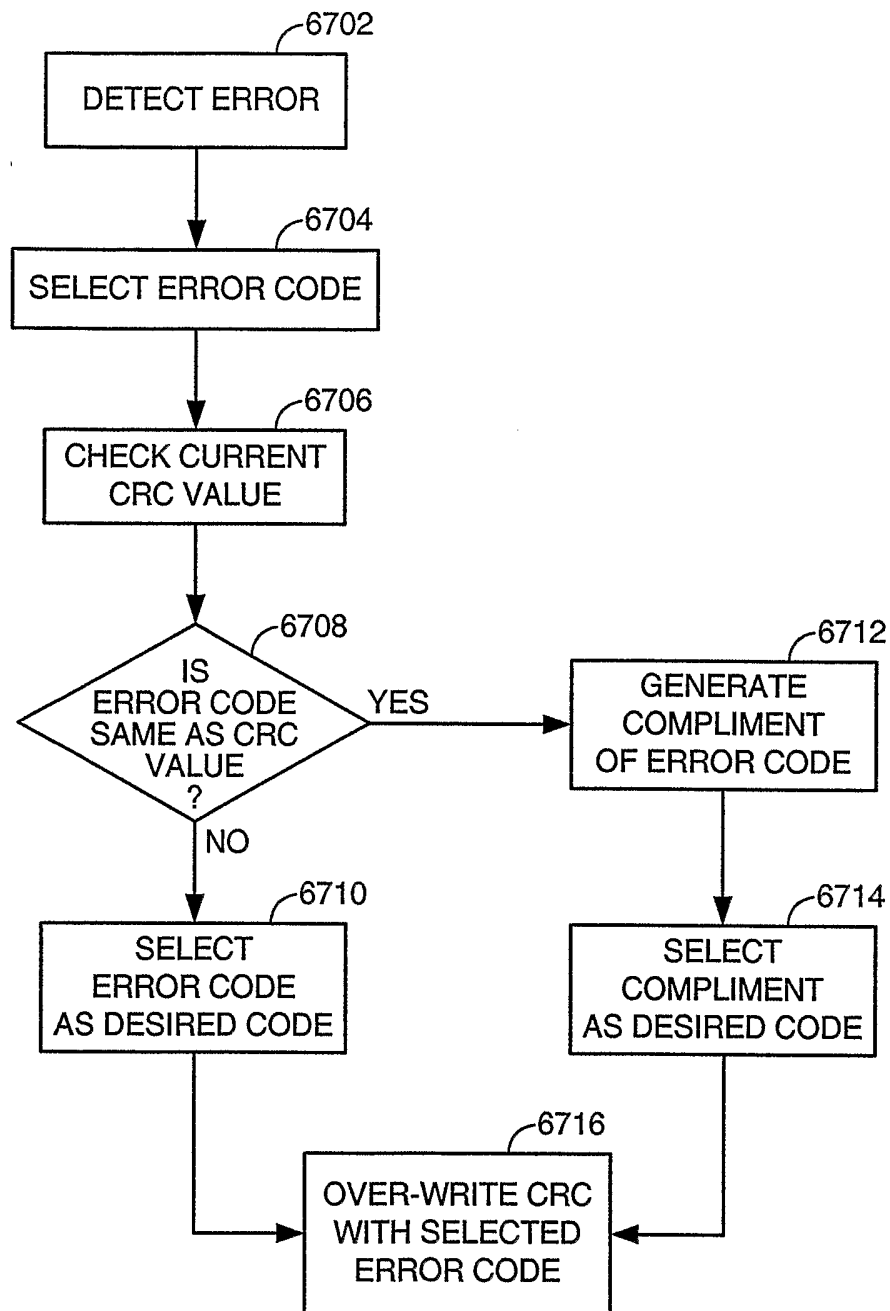 6702
DETECT ERROR
6704
SELECT ERROR CODE
6706
CHECK CURRENT
CRC VALUE
6708
IS
ERROR CODE
SAME AS CRC
VALUE
?
YES
NO
6712
GENERATE
COMPLIMENT
OF ERROR CODE
6710
SELECT
ERROR CODE
AS DESIRED CODE
6714
SELECT
COMPLIMENT
AS DESIRED CODE
6716
OVER-WRITE CRC
WITH SELECTED
ERROR CODE